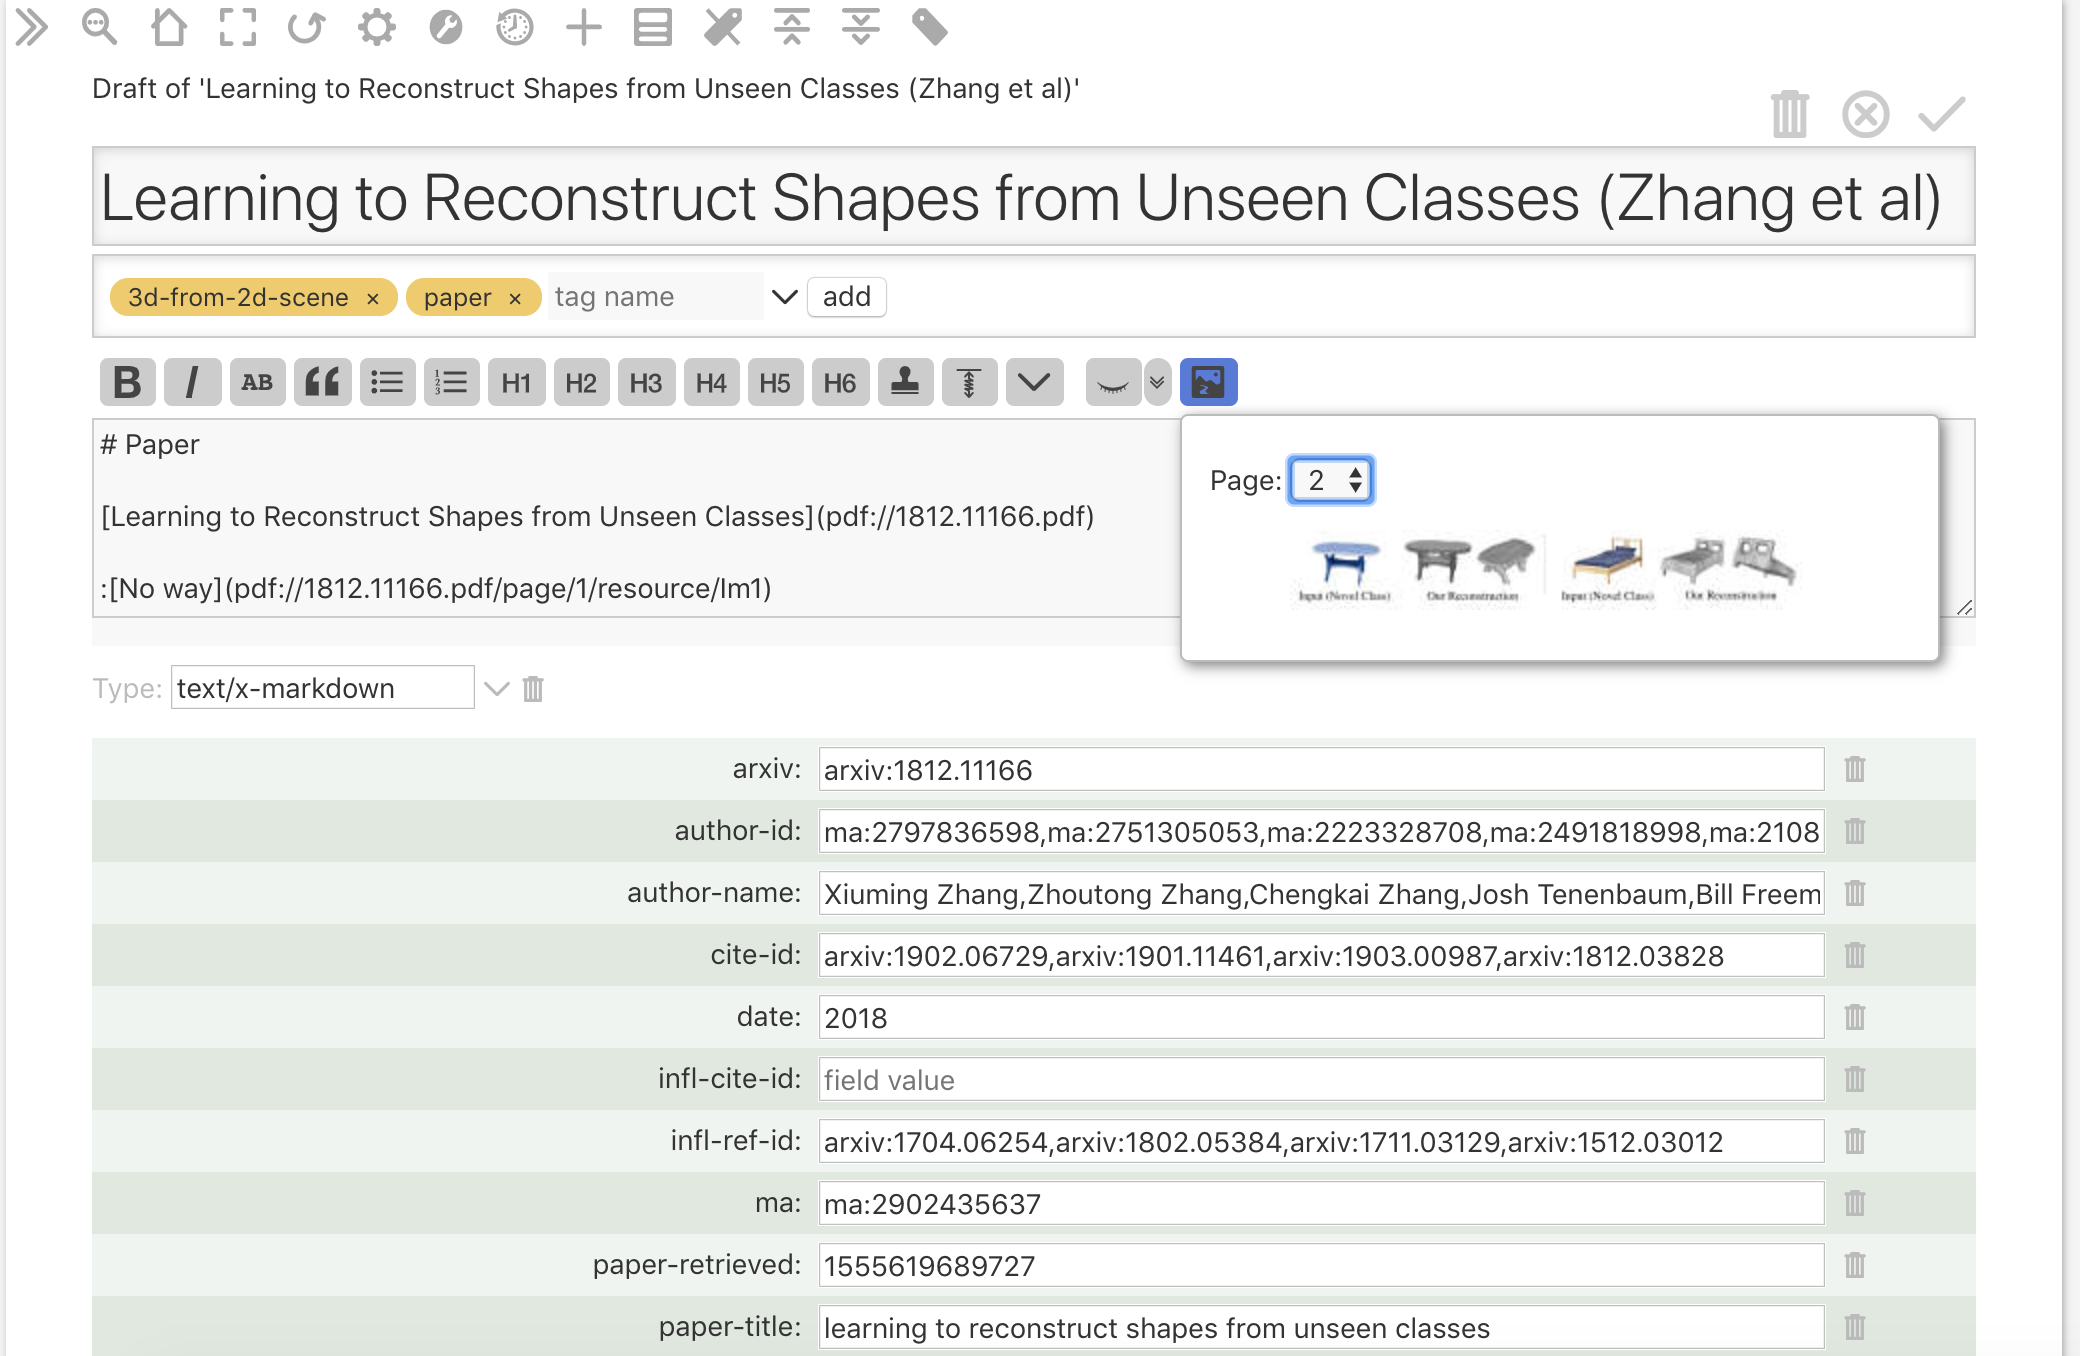 Draft of 'Learning to Reconstruct Shapes from Unseen Classes (Zhang et al)'
Learning to Reconstruct Shapes from Unseen Classes (Zhang et al)
3d-from-2d-scene × paper × tag name add
B I AB H1 H2 H3 H4 H5 H6
# Paper
[Learning to Reconstruct Shapes from Unseen Classes](pdf://1812.11166.pdf)
:[No way](pdf://1812.11166.pdf/page/1/resource/Im1)
Page: 2
Input (Novel Class) Our Reconstruction Input (Novel Class) Our Reconstruction
Type: text/x-markdown
arxiv: arxiv:1812.11166
author-id: ma:2797836598,ma:2751305053,ma:2223328708,ma:2491818998,ma:2108
author-name: Xiuming Zhang,Zhoutong Zhang,Chengkai Zhang,Josh Tenenbaum,Bill Freem
cite-id: arxiv:1902.06729,arxiv:1901.11461,arxiv:1903.00987,arxiv:1812.03828
date: 2018
infl-cite-id: field value
infl-ref-id: arxiv:1704.06254,arxiv:1802.05384,arxiv:1711.03129,arxiv:1512.03012
ma: ma:2902435637
paper-retrieved: 1555619689727
paper-title: learning to reconstruct shapes from unseen classes